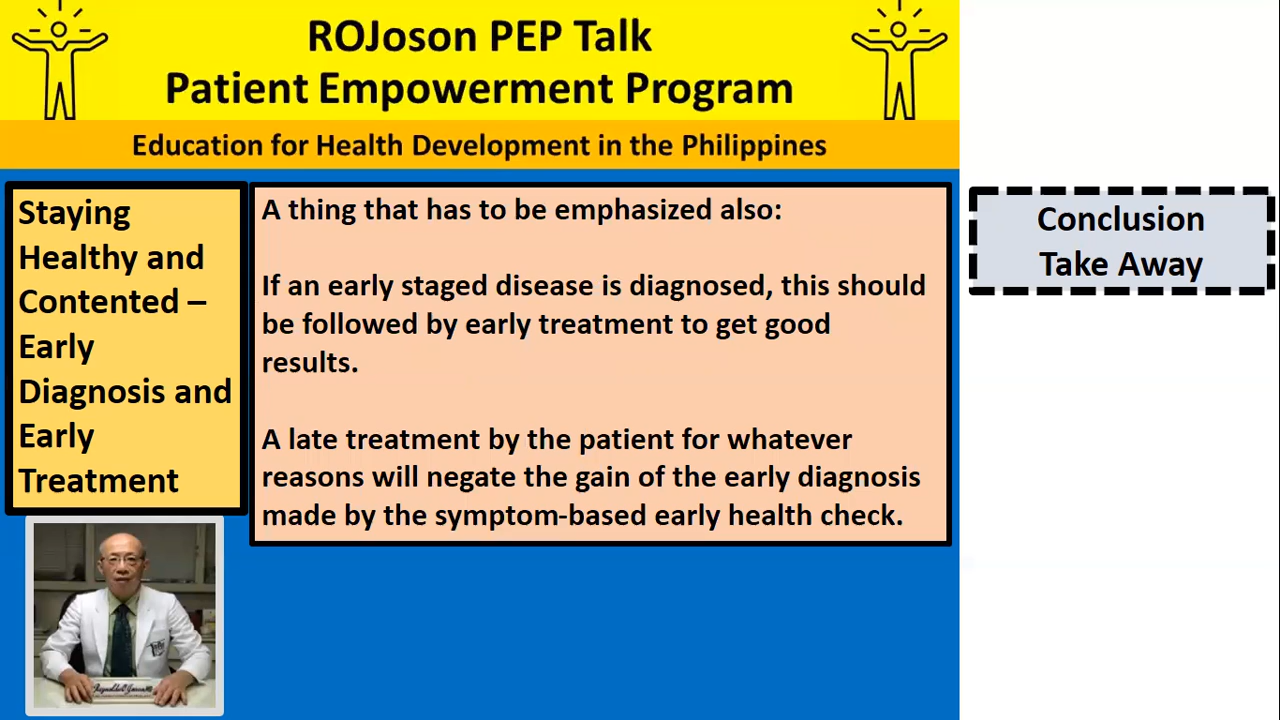 ROJoson PEP Talk
Patient Empowerment Program
Education for Health Development in the Philippines
Staying
Healthy and
Contented –
Early
Diagnosis and
Early
Treatment
A thing that has to be emphasized also:
If an early staged disease is diagnosed, this should
be followed by early treatment to get good
results.
A late treatment by the patient for whatever
reasons will negate the gain of the early diagnosis
made by the symptom-based early health check.
Conclusion
Take Away